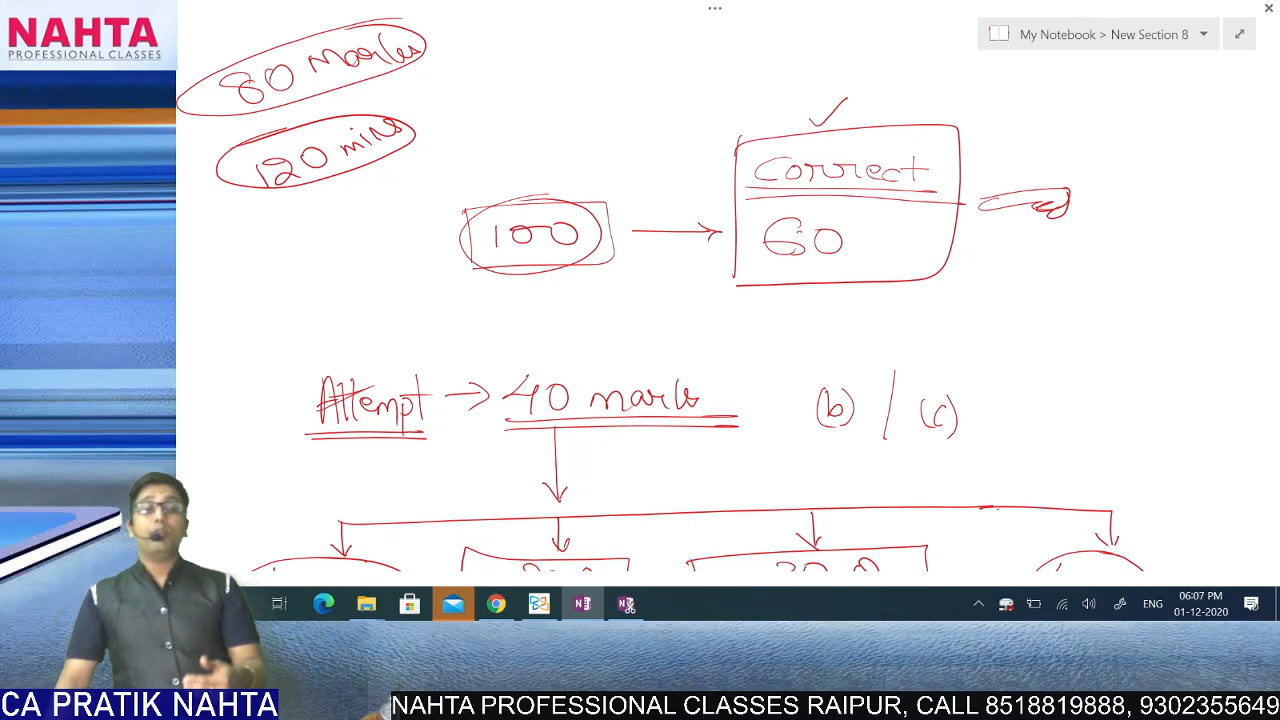 NAHTA
PROFESSIONAL CLASSES
My Notebook > New Section 8
80 Marks
120 mins
Correct
100
60
Attempt → 40 marks
(b) / (c)
ENG
06:07 PM
01-12-2020
CA PRATIK NAHTA
NAHTA PROFESSIONAL CLASSES RAIPUR, CALL 8518819888, 9302355649